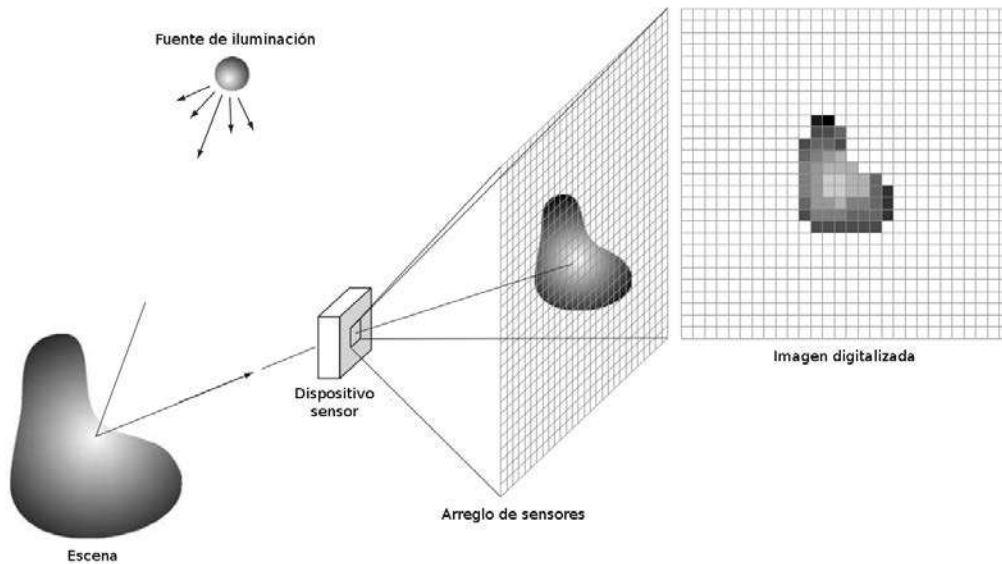 Fuente de iluminación
Imagen digitalizada
Dispositivo
sensor
Arreglo de sensores
Escena